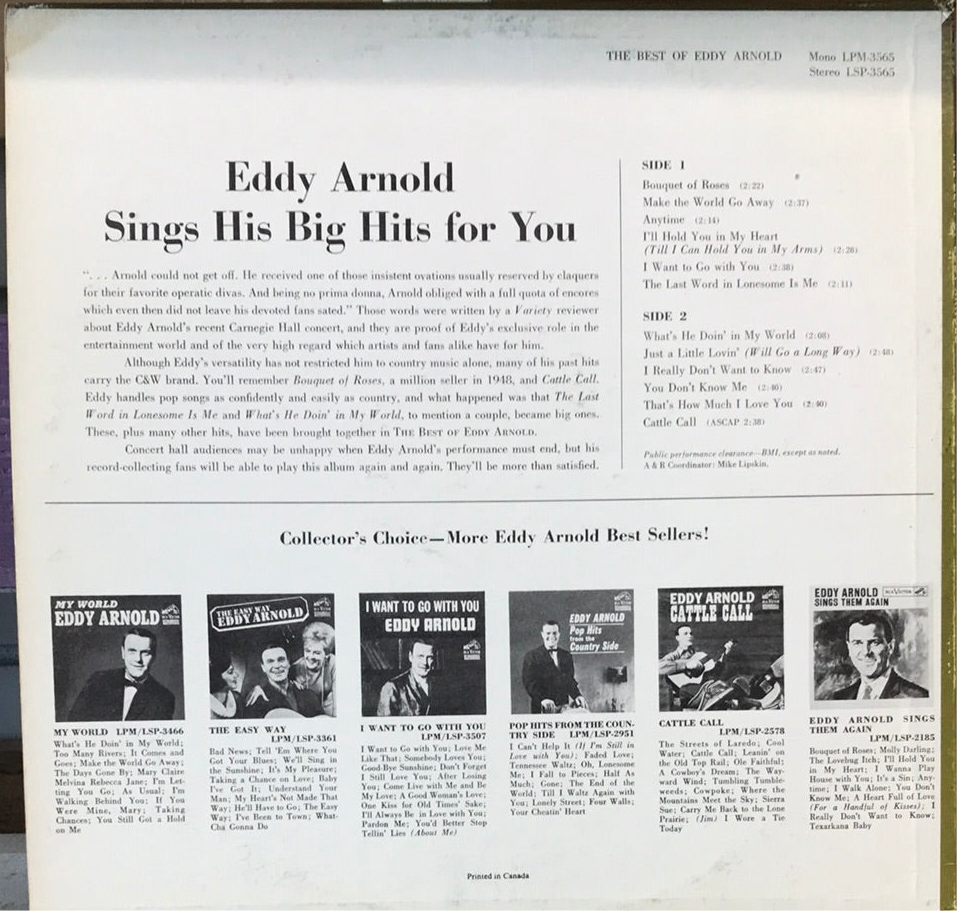 THE BEST OF EDDY ARNOLD Mono LPM-3565
Stereo LSP-3565
Eddy Arnold
Sings His Big Hits for You
". . . Arnold could not get off. He received one of those insistent ovations usually reserved by claquers
for their favorite operatic divas. And being no prima donna, Arnold obliged with a full quota of encores
which even then did not leave his devoted fans sated." Those words were written by a Variety reviewer
about Eddy Arnold's recent Carnegie Hall concert, and they are proof of Eddy's exclusive role in the
entertainment world and of the very high regard which artists and fans alike have for him.
Although Eddy's versatility has not restricted him to country music alone, many of his past hits
carry the C&W brand. You'll remember Bouquet of Roses, a million seller in 1948, and Cattle Call.
Eddy handles pop songs as confidently and easily as country, and what happened was that The Last
Word in Lonesome Is Me and What's He Doin' in My World, to mention a couple, became big ones.
These, plus many other hits, have been brought together in THE BEST OF EDDY ARNOLD.
Concert hall audiences may be unhappy when Eddy Arnold's performance must end, but his
record-collecting fans will be able to play this album again and again. They'll be more than satisfied.
SIDE 1
Bouquet of Roses (2:22)
Make the World Go Away (2:37)
Anytime (2:14)
I'll Hold You in My Heart
(Till I Can Hold You in My Arms) (2:28)
I Want to Go with You (2:38)
The Last Word in Lonesome Is Me (2:11)
SIDE 2
What's He Doin' in My World (2:08)
Just a Little Lovin' (Will Go a Long Way) (2:48)
I Really Don't Want to Know (2:47)
You Don't Know Me (2:40)
That's How Much I Love You (2:40)
Cattle Call (ASCAP 2:38)
Public performance clearance—BMI, except as noted.
A & R Coordinator: Mike Lipskin.
Collector's Choice—More Eddy Arnold Best Sellers!
MY WORLD
EDDY ARNOLD
MY WORLD LPM/LSP-3466
What's He Doin' in My World;
Too Many Rivers; It Comes and
Goes; Make the World Go Away;
The Days Gone By; Mary Claire
Melvina Rebecca Jane; I'm Let-
ting You Go; As Usual; I'm
Walking Behind You; If You
Were Mine, Mary; Taking
Chances; You Still Got a Hold
on Me
THE EASY WAY
EDDY ARNOLD
THE EASY WAY
LPM/LSP-3361
Bad News; Tell 'Em Where You
Got Your Blues; We'll Sing in
the Sunshine; It's My Pleasure;
Taking a Chance on Love; Baby
I've Got It; Understand Your
Man; My Heart's Not Made That
Way; He'll Have to Go; The Easy
Way; I've Been to Town; What-
Cha Gonna Do
I WANT TO GO WITH YOU
EDDY ARNOLD
I WANT TO GO WITH YOU
LPM/LSP-3507
I Want to Go with You; Love Me
Like That; Somebody Loves You;
Good-Bye Sunshine; Don't Forget
I Still Love You; After Losing
You; Come Live with Me and Be
My Love; A Good Woman's Love;
One Kiss for Old Times' Sake;
I'll Always Be in Love with You;
Pardon Me; You'd Better Stop
Tellin' Lies (About Me)
EDDY ARNOLD
Pop Hits
from the
Country Side
POP HITS FROM THE COUN-
TRY SIDE LPM/LSP-2951
I Can't Help It (If I'm Still in
Love with You); Faded Love;
Tennessee Waltz; Oh, Lonesome
Me; I Fall to Pieces; Half As
Much; Gone; The End of the
World; Till I Waltz Again with
You; Lonely Street; Four Walls;
Your Cheatin' Heart
EDDY ARNOLD
CATTLE CALL
CATTLE CALL
LPM/LSP-2578
The Streets of Laredo; Cool
Water; Cattle Call; Leanin' on
the Old Top Rail; Ole Faithful;
A Cowboy's Dream; The Way-
ward Wind; Tumbling Tumble-
weeds; Cowpoke; Where the
Mountains Meet the Sky; Sierra
Sue; Carry Me Back to the Lone
Prairie; (Jim) I Wore a Tie
Today
EDDY ARNOLD RCA VICTOR
SINGS THEM AGAIN
EDDY ARNOLD SINGS
THEM AGAIN
LPM/LSP-2185
Bouquet of Roses; Molly Darling;
The Lovebug Itch; I'll Hold You
in My Heart; I Wanna Play
House with You; It's a Sin; Any-
time; I Walk Alone; You Don't
Know Me; A Heart Full of Love
(For a Handful of Kisses); I
Really Don't Want to Know;
Texarkana Baby
Printed in Canada